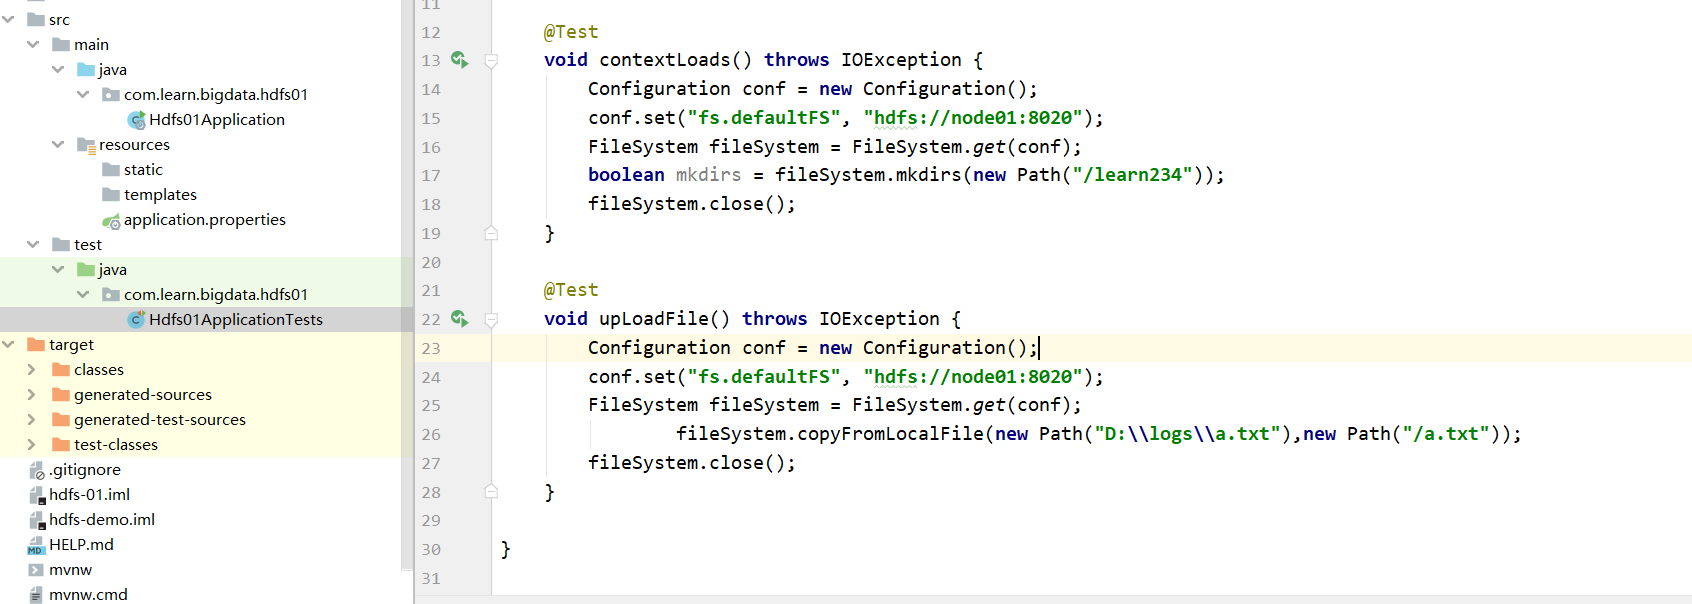 src
main
java
com.learn.bigdata.hdfs01
Hdfs01Application
resources
static
templates
application.properties
test
java
com.learn.bigdata.hdfs01
Hdfs01ApplicationTests
target
classes
generated-sources
generated-test-sources
test-classes
.gitignore
hdfs-01.iml
hdfs-demo.iml
HELP.md
mvnw
mvnw.cmd
11
12 @Test
13 void contextLoads() throws IOException {
14 Configuration conf = new Configuration();
15 conf.set("fs.defaultFS", "hdfs://node01:8020");
16 FileSystem fileSystem = FileSystem.get(conf);
17 boolean mkdirs = fileSystem.mkdirs(new Path("/learn234"));
18 fileSystem.close();
19 }
20
21 @Test
22 void upLoadFile() throws IOException {
23 Configuration conf = new Configuration();
24 conf.set("fs.defaultFS", "hdfs://node01:8020");
25 FileSystem fileSystem = FileSystem.get(conf);
26 fileSystem.copyFromLocalFile(new Path("D:\\logs\\a.txt"),new Path("/a.txt"));
27 fileSystem.close();
28 }
29
30 }
31